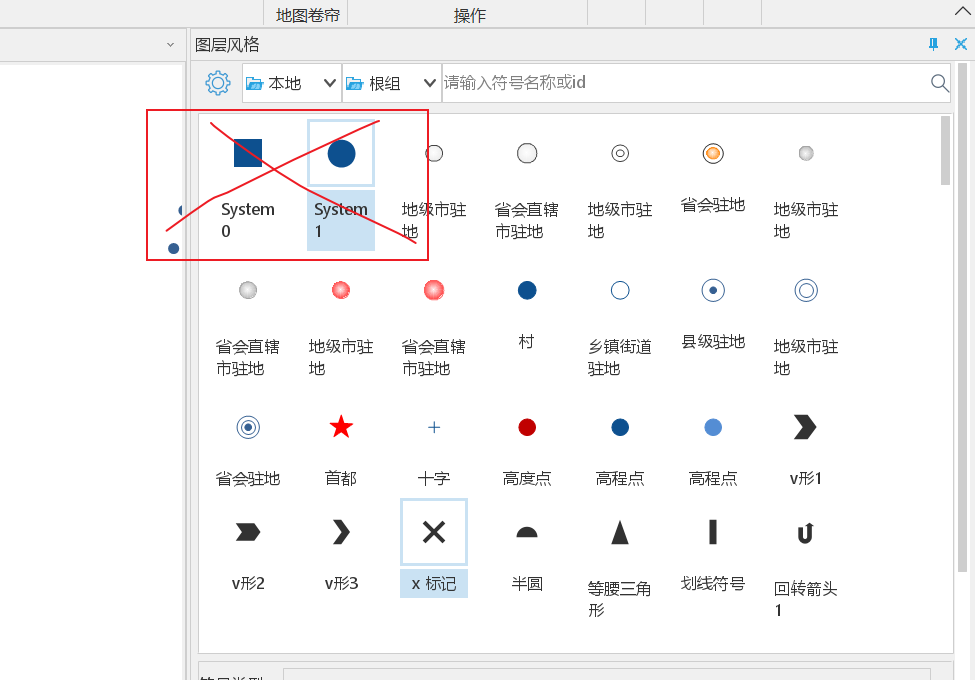 地图卷帘
操作
图层风格
本地
根组
请输入符号名称或id
System
0
System
1
地级市驻
地
省会直辖
市驻地
地级市驻
地
省会驻地
地级市驻
地
省会直辖
市驻地
地级市驻
地
省会直辖
市驻地
村
乡镇街道
驻地
县级驻地
地级市驻
地
省会驻地
首都
十字
高度点
高程点
高程点
v形1
v形2
v形3
x 标记
半圆
等腰三角
形
划线符号
回转箭头
1